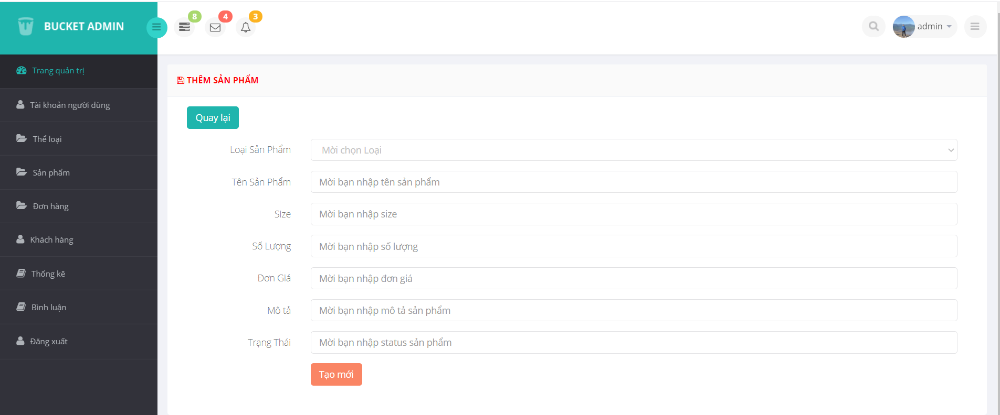 BUCKET ADMIN
8
4
3
admin
Trang quản trị
Tài khoản người dùng
Thể loại
Sản phẩm
Đơn hàng
Khách hàng
Thống kê
Bình luận
Đăng xuất
THÊM SẢN PHẨM
Quay lại
Loại Sản Phẩm
Mời chọn Loại
Tên Sản Phẩm
Mời bạn nhập tên sản phẩm
Size
Mời bạn nhập size
Số Lượng
Mời bạn nhập số lượng
Đơn Giá
Mời bạn nhập đơn giá
Mô tả
Mời bạn nhập mô tả sản phẩm
Trạng Thái
Mời bạn nhập status sản phẩm
Tạo mới